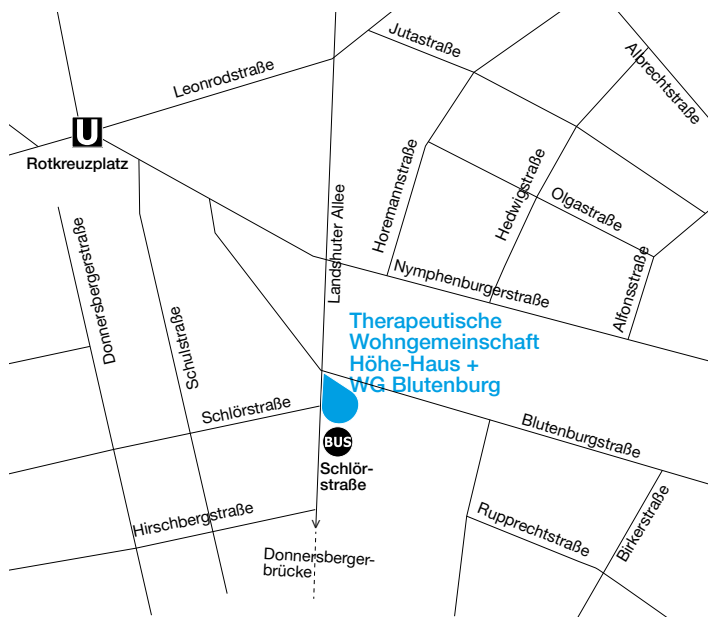 Jutastraße
Albrechtstraße
Leonrodstraße
U
Rotkreuzplatz
Horemannstraße
Hedwigstraße
Olgastraße
Landshuter Allee
Donnersbergerstraße
Nymphenburgerstraße
Alfonsstraße
Schulstraße
Therapeutische
Wohngemeinschaft
Höhe-Haus +
WG Blutenburg
Schlörstraße
Blutenburgstraße
BUS
Schlör-
straße
Hirschbergstraße
Rupprechtstraße
Birkerstraße
Donnersberger-
brücke